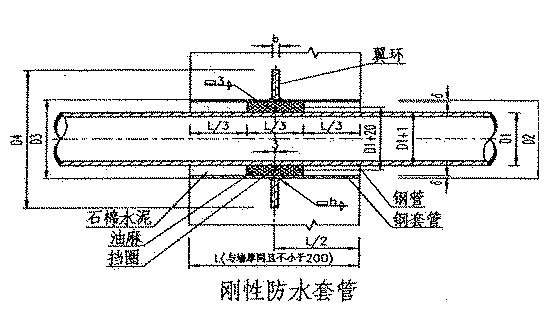 b
翼环
3
δ
L/3
L/3
L/3
D4
D3
D1+20
D1+1
D1
D2
3
h
δ
石棉水泥
油麻
挡圈
钢管
钢套管
L/2
L(与墙厚同且不小于200)
刚性防水套管